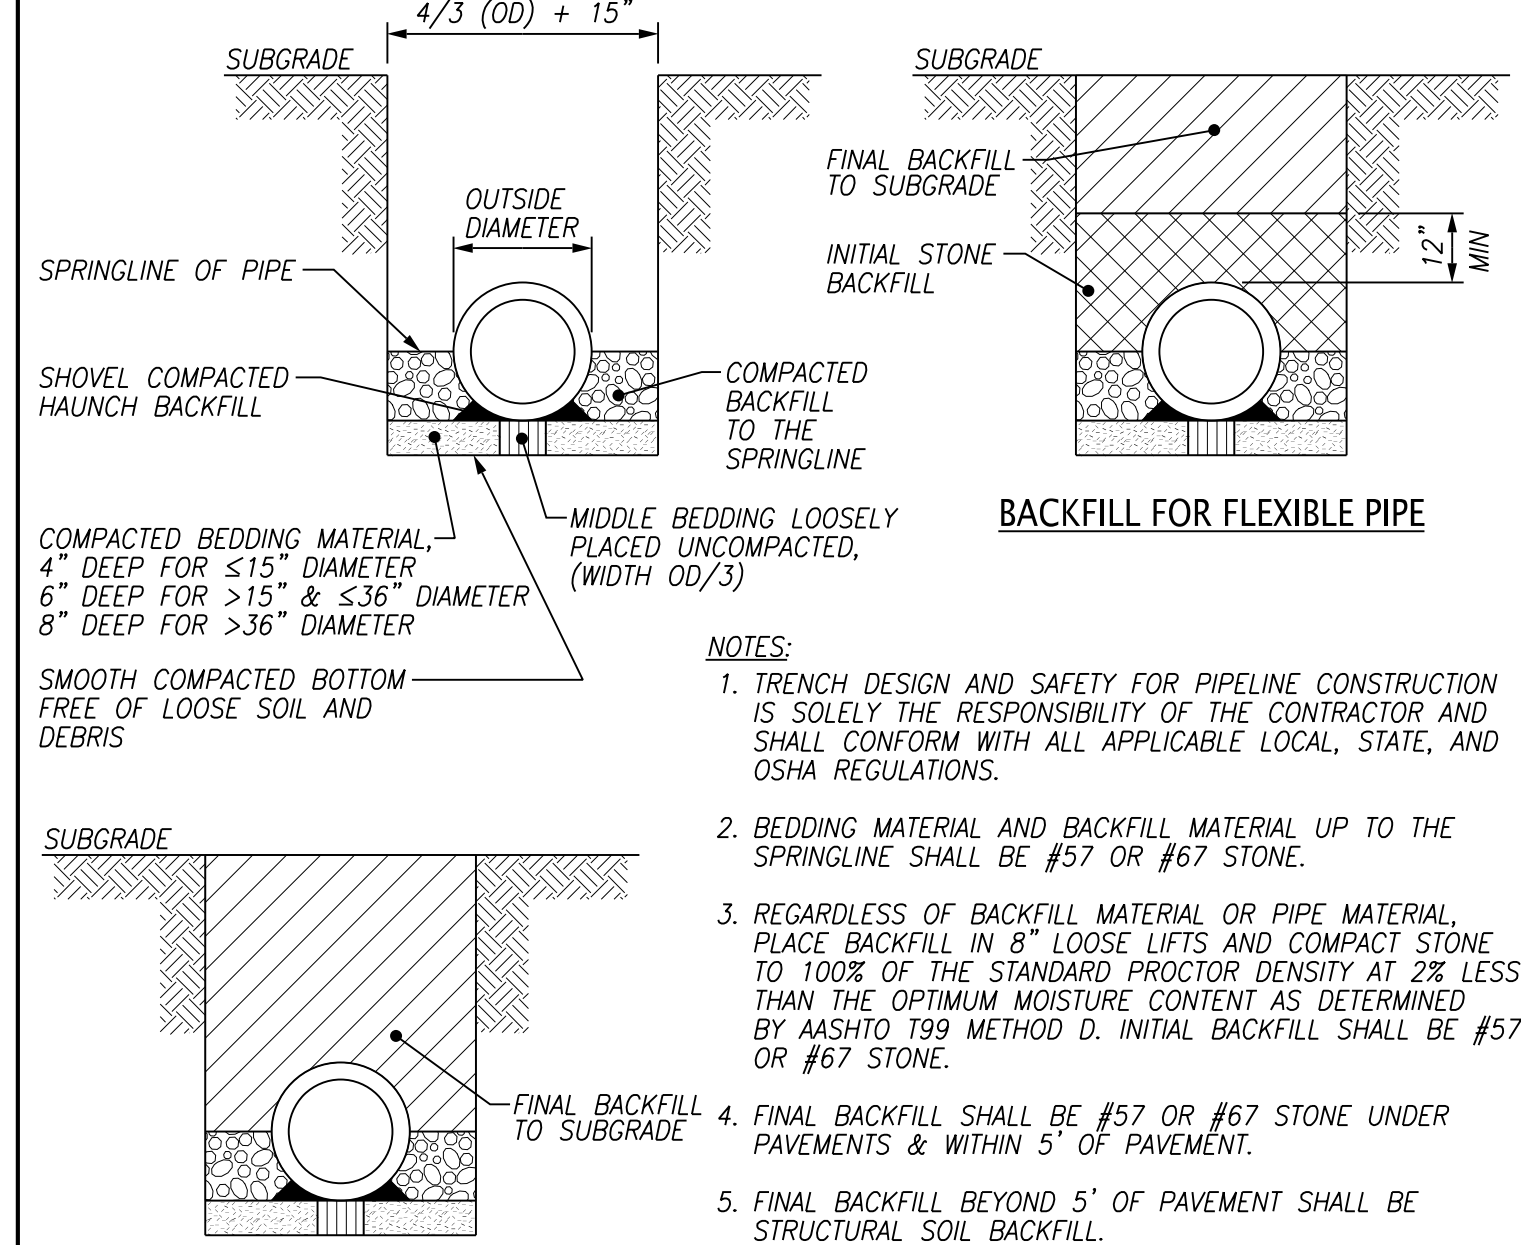 4/3 (OD) + 15"
SUBGRADE
OUTSIDE
DIAMETER
SPRINGLINE OF PIPE
SHOVEL COMPACTED
HAUNCH BACKFILL
COMPACTED
BACKFILL
TO THE
SPRINGLINE
COMPACTED BEDDING MATERIAL,
4" DEEP FOR ≤15" DIAMETER
6" DEEP FOR >15" & ≤36" DIAMETER
8" DEEP FOR >36" DIAMETER
MIDDLE BEDDING LOOSELY
PLACED UNCOMPACTED,
(WIDTH OD/3)
SMOOTH COMPACTED BOTTOM
FREE OF LOOSE SOIL AND
DEBRIS
SUBGRADE
FINAL BACKFILL
TO SUBGRADE
INITIAL STONE
BACKFILL
12"
MIN
BACKFILL FOR FLEXIBLE PIPE
SUBGRADE
FINAL BACKFILL
TO SUBGRADE
NOTES:
1. TRENCH DESIGN AND SAFETY FOR PIPELINE CONSTRUCTION
IS SOLELY THE RESPONSIBILITY OF THE CONTRACTOR AND
SHALL CONFORM WITH ALL APPLICABLE LOCAL, STATE, AND
OSHA REGULATIONS.
2. BEDDING MATERIAL AND BACKFILL MATERIAL UP TO THE
SPRINGLINE SHALL BE #57 OR #67 STONE.
3. REGARDLESS OF BACKFILL MATERIAL OR PIPE MATERIAL,
PLACE BACKFILL IN 8" LOOSE LIFTS AND COMPACT STONE
TO 100% OF THE STANDARD PROCTOR DENSITY AT 2% LESS
THAN THE OPTIMUM MOISTURE CONTENT AS DETERMINED
BY AASHTO T99 METHOD D. INITIAL BACKFILL SHALL BE #57
OR #67 STONE.
4. FINAL BACKFILL SHALL BE #57 OR #67 STONE UNDER
PAVEMENTS & WITHIN 5' OF PAVEMENT.
5. FINAL BACKFILL BEYOND 5' OF PAVEMENT SHALL BE
STRUCTURAL SOIL BACKFILL.